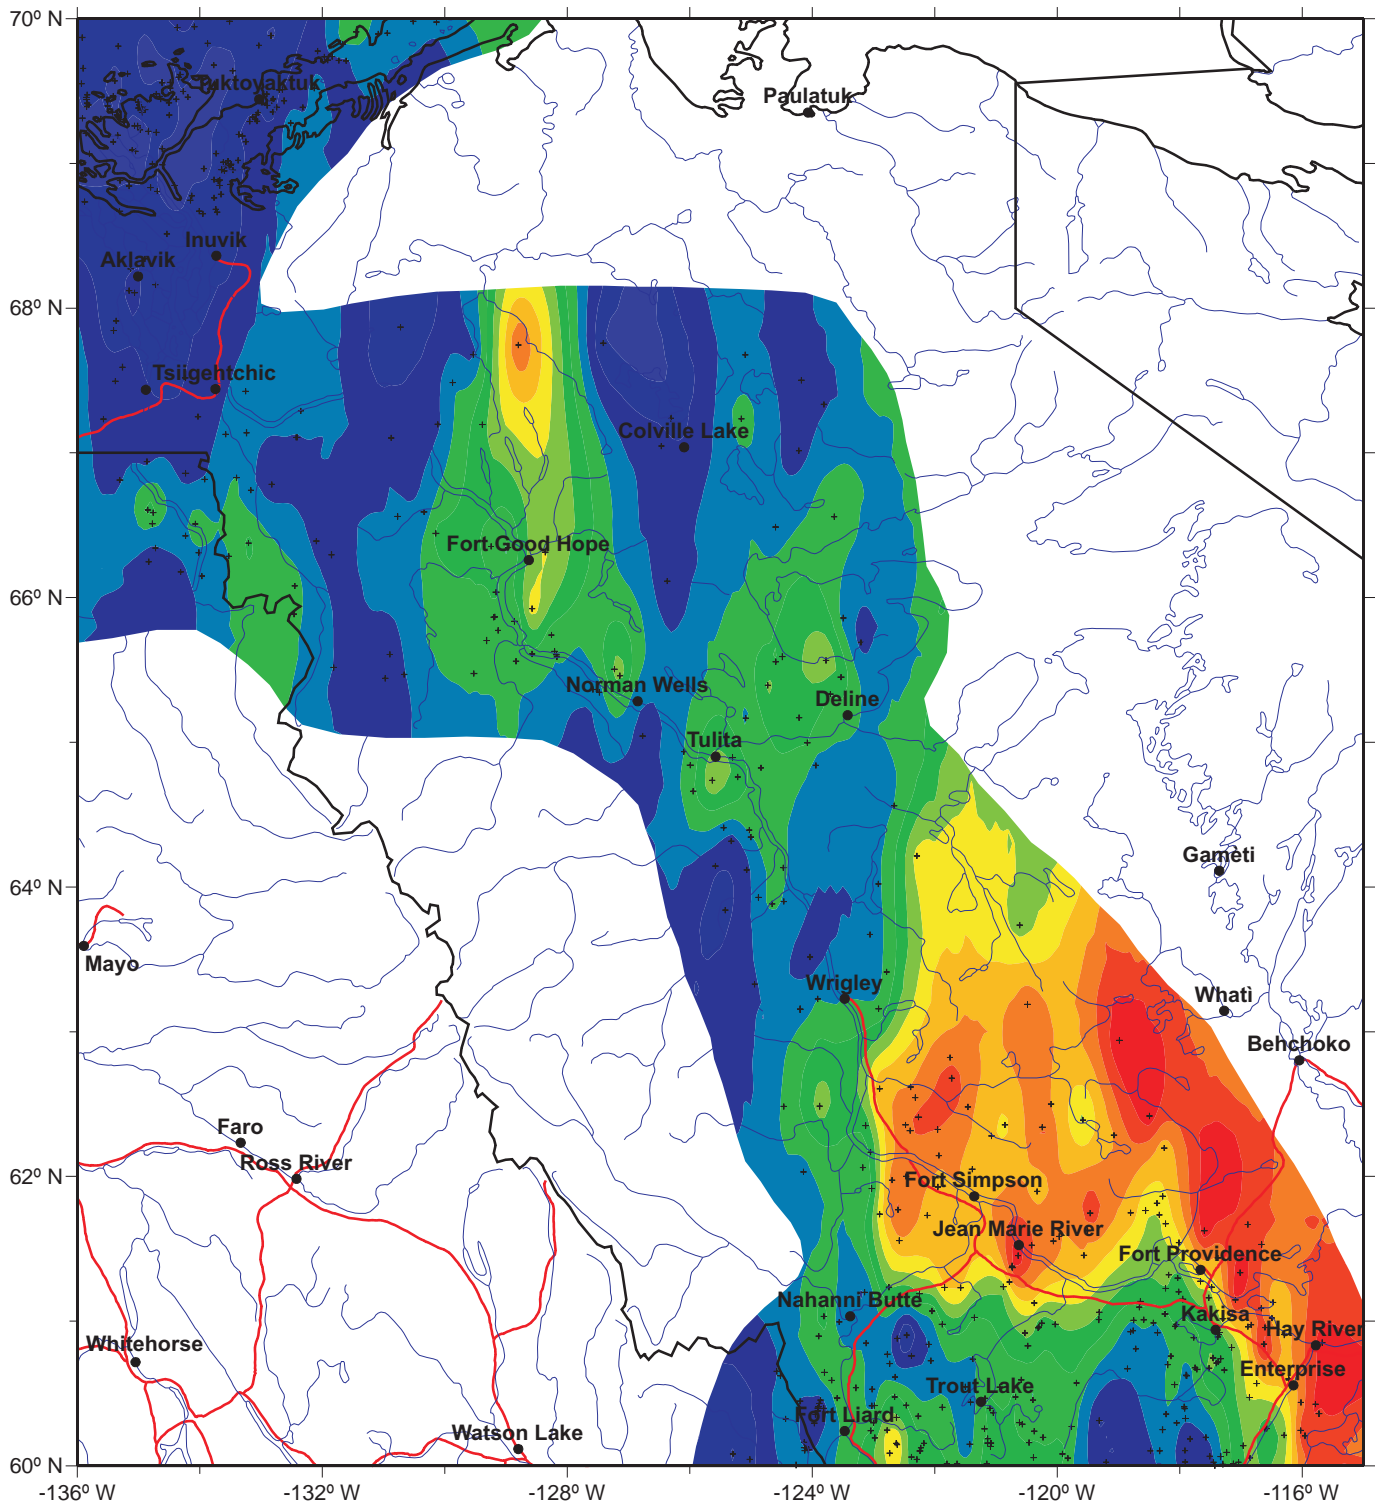 70° N
Tuktoyaktuk
Paulatuk
Inuvik
Aklavik
68° N
Tsiigehtchic
Colville Lake
Fort Good Hope
66° N
Norman Wells
Deline
Tulita
Gamèti
64° N
Mayo
Wrigley
Whatì
Behchoko
Faro
Ross River
62° N
Fort Simpson
Jean Marie River
Fort Providence
Nahanni Butte
Kakisa
Hay River
Whitehorse
Enterprise
Trout Lake
Fort Liard
Watson Lake
60° N
-136° W
-132° W
-128° W
-124° W
-120° W
-116° W